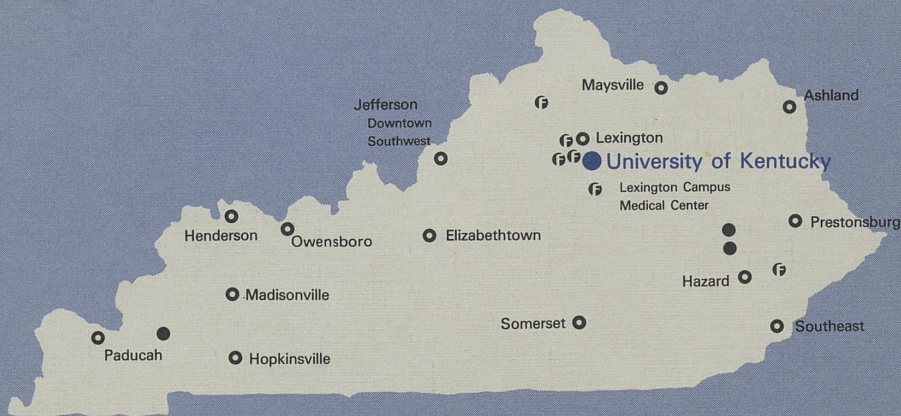 Maysville
Ashland
Jefferson
Downtown
Southwest
Lexington
University of Kentucky
Lexington Campus
Medical Center
Prestonsburg
Henderson
Owensboro
Elizabethtown
Hazard
Madisonville
Somerset
Southeast
Paducah
Hopkinsville
F
F
F
F
F
F